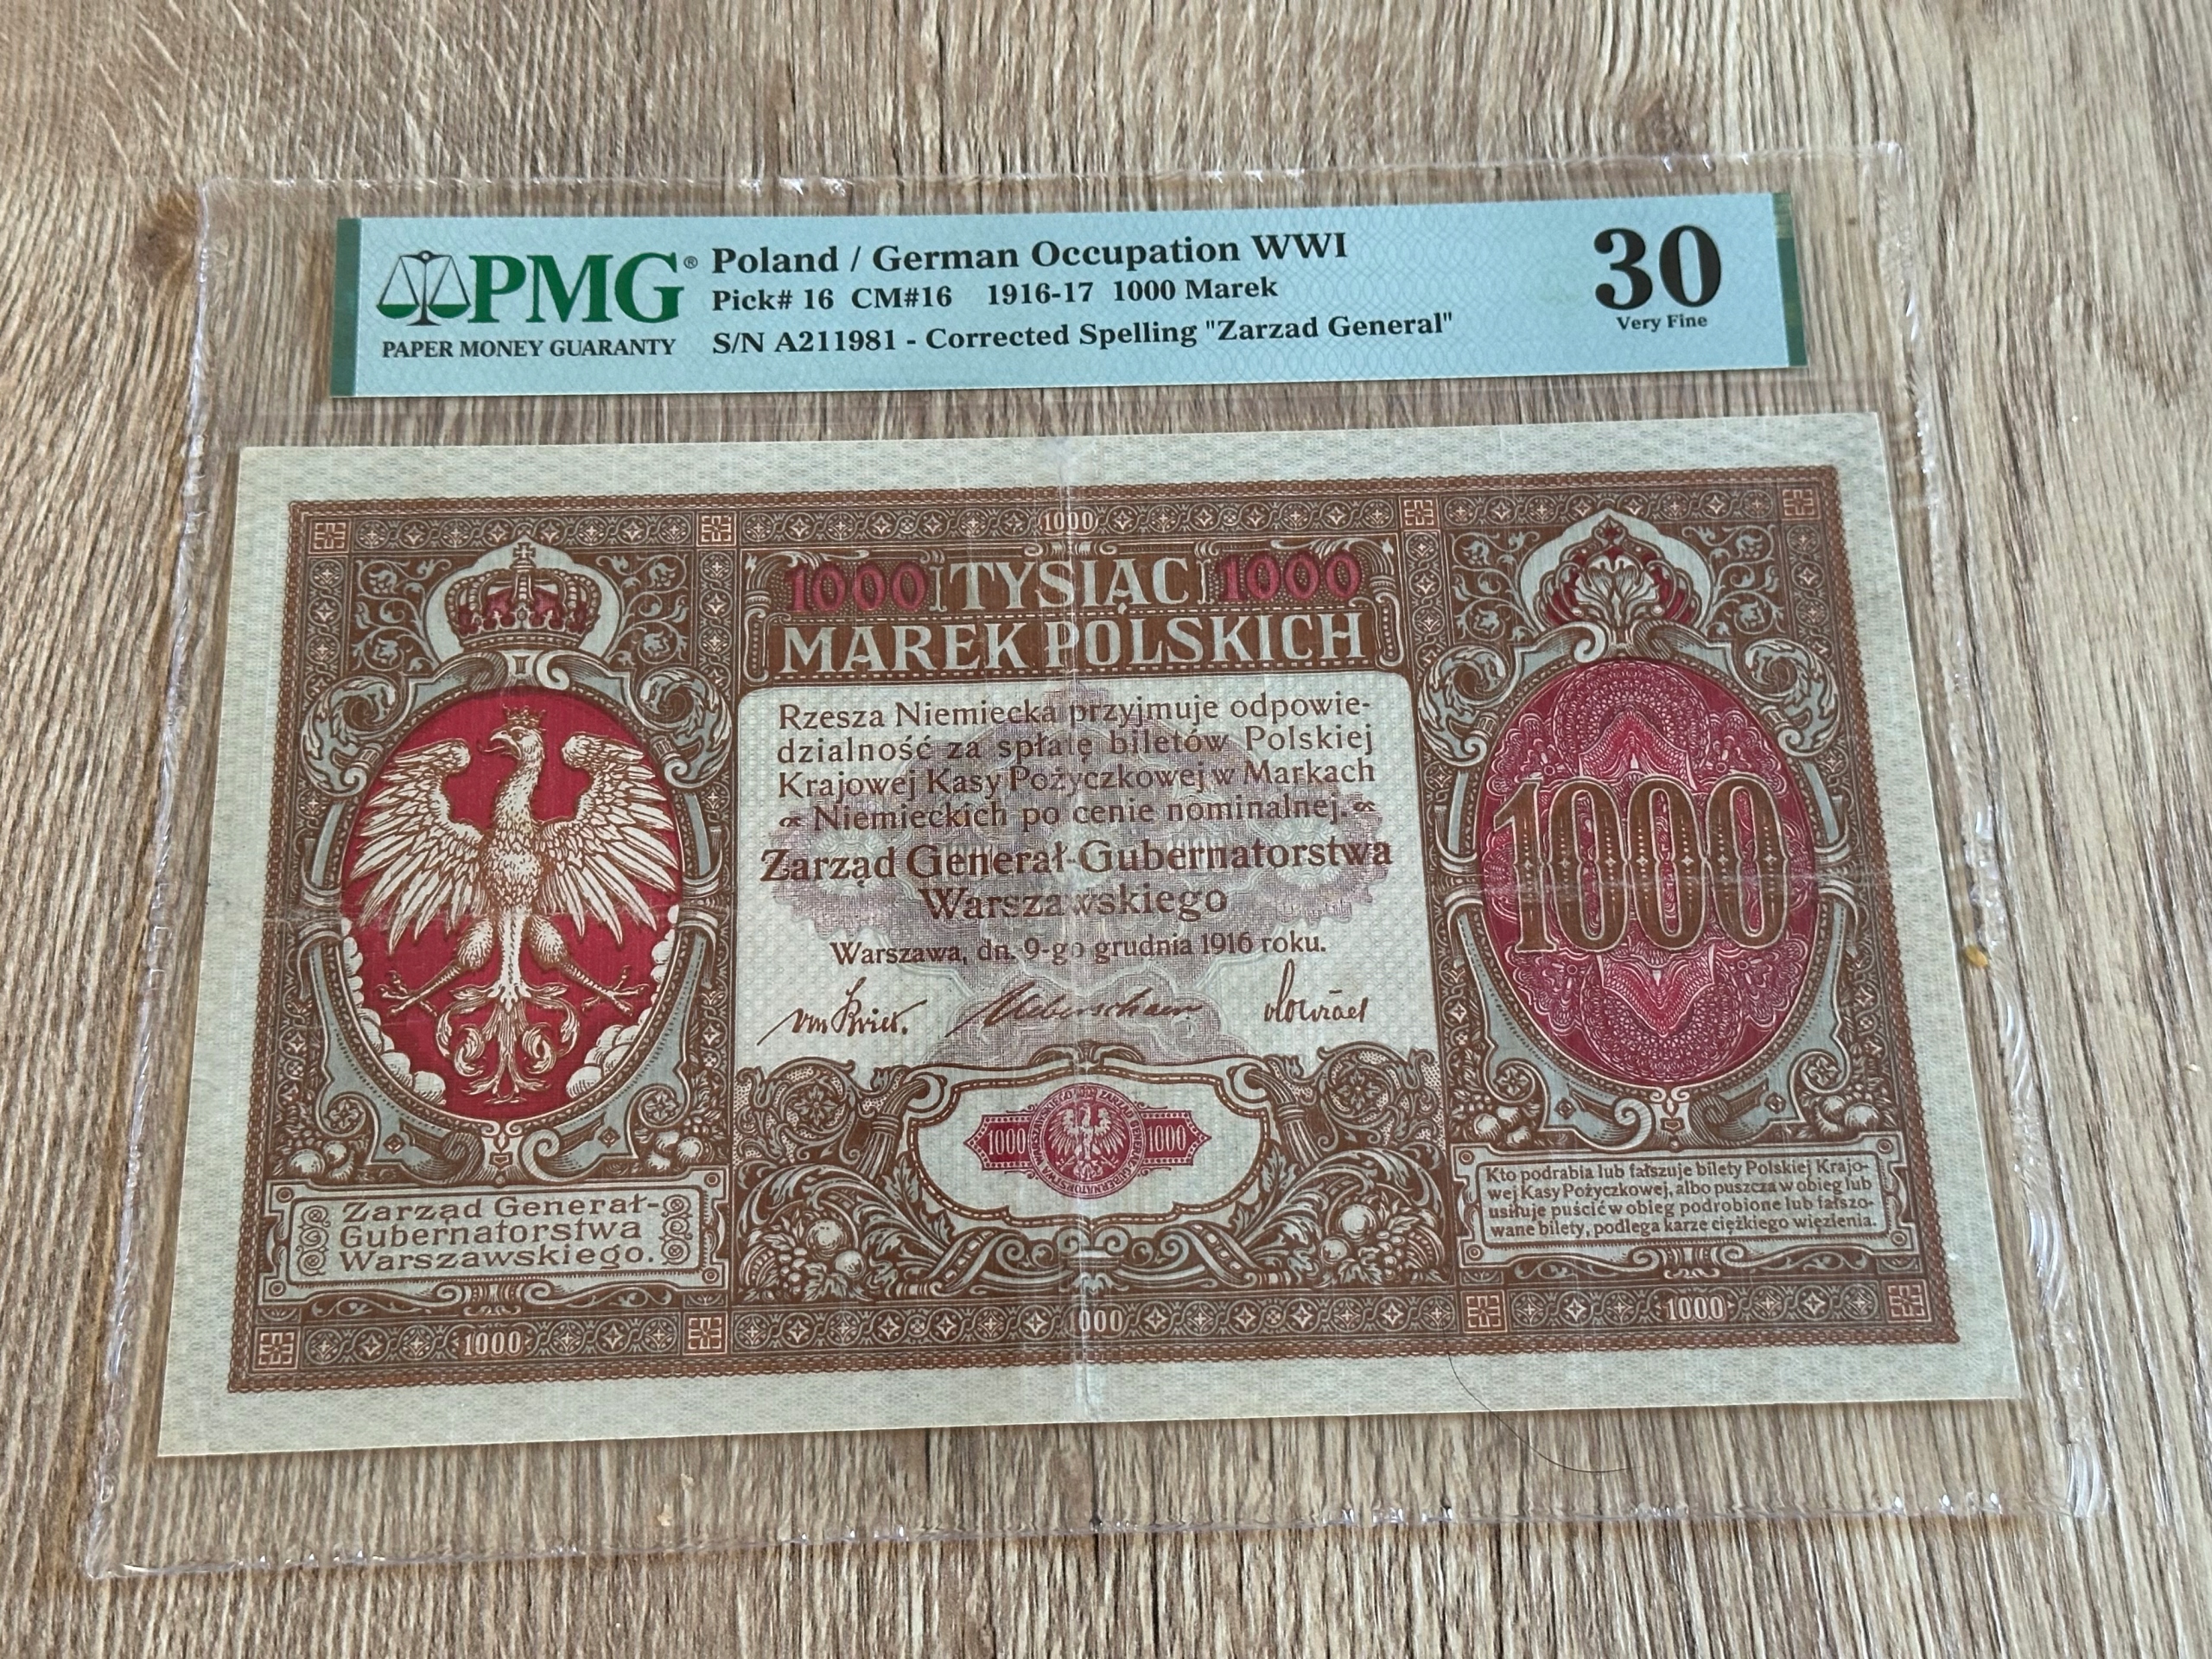 PMG®
PAPER MONEY GUARANTY
Poland / German Occupation WWI
Pick# 16 CM#16 1916-17 1000 Marek
S/N A211981 - Corrected Spelling "Zarzad General"
30
Very Fine
1000
1000 TYSIĄC 1000
MAREK POLSKICH
Rzesza Niemiecka przyjmuje odpowie-
dzialność za spłatę biletów Polskiej
Krajowej Kasy Pożyczkowej w Markach
Niemieckich po cenie nominalnej.
Zarząd Generał-Gubernatorstwa
Warszawskiego
Warszawa, dn. 9-go grudnia 1916 roku.
1000
1000 1000
Zarząd Generał-
Gubernatorstwa
Warszawskiego.
Kto podrabia lub fałszuje bilety Polskiej Krajo-
wej Kasy Pożyczkowej, albo puszcza w obieg lub
usiłuje puścić w obieg podrobione lub fałszo-
wane bilety, podlega karze ciężkiego więzienia.
1000 1000 1000